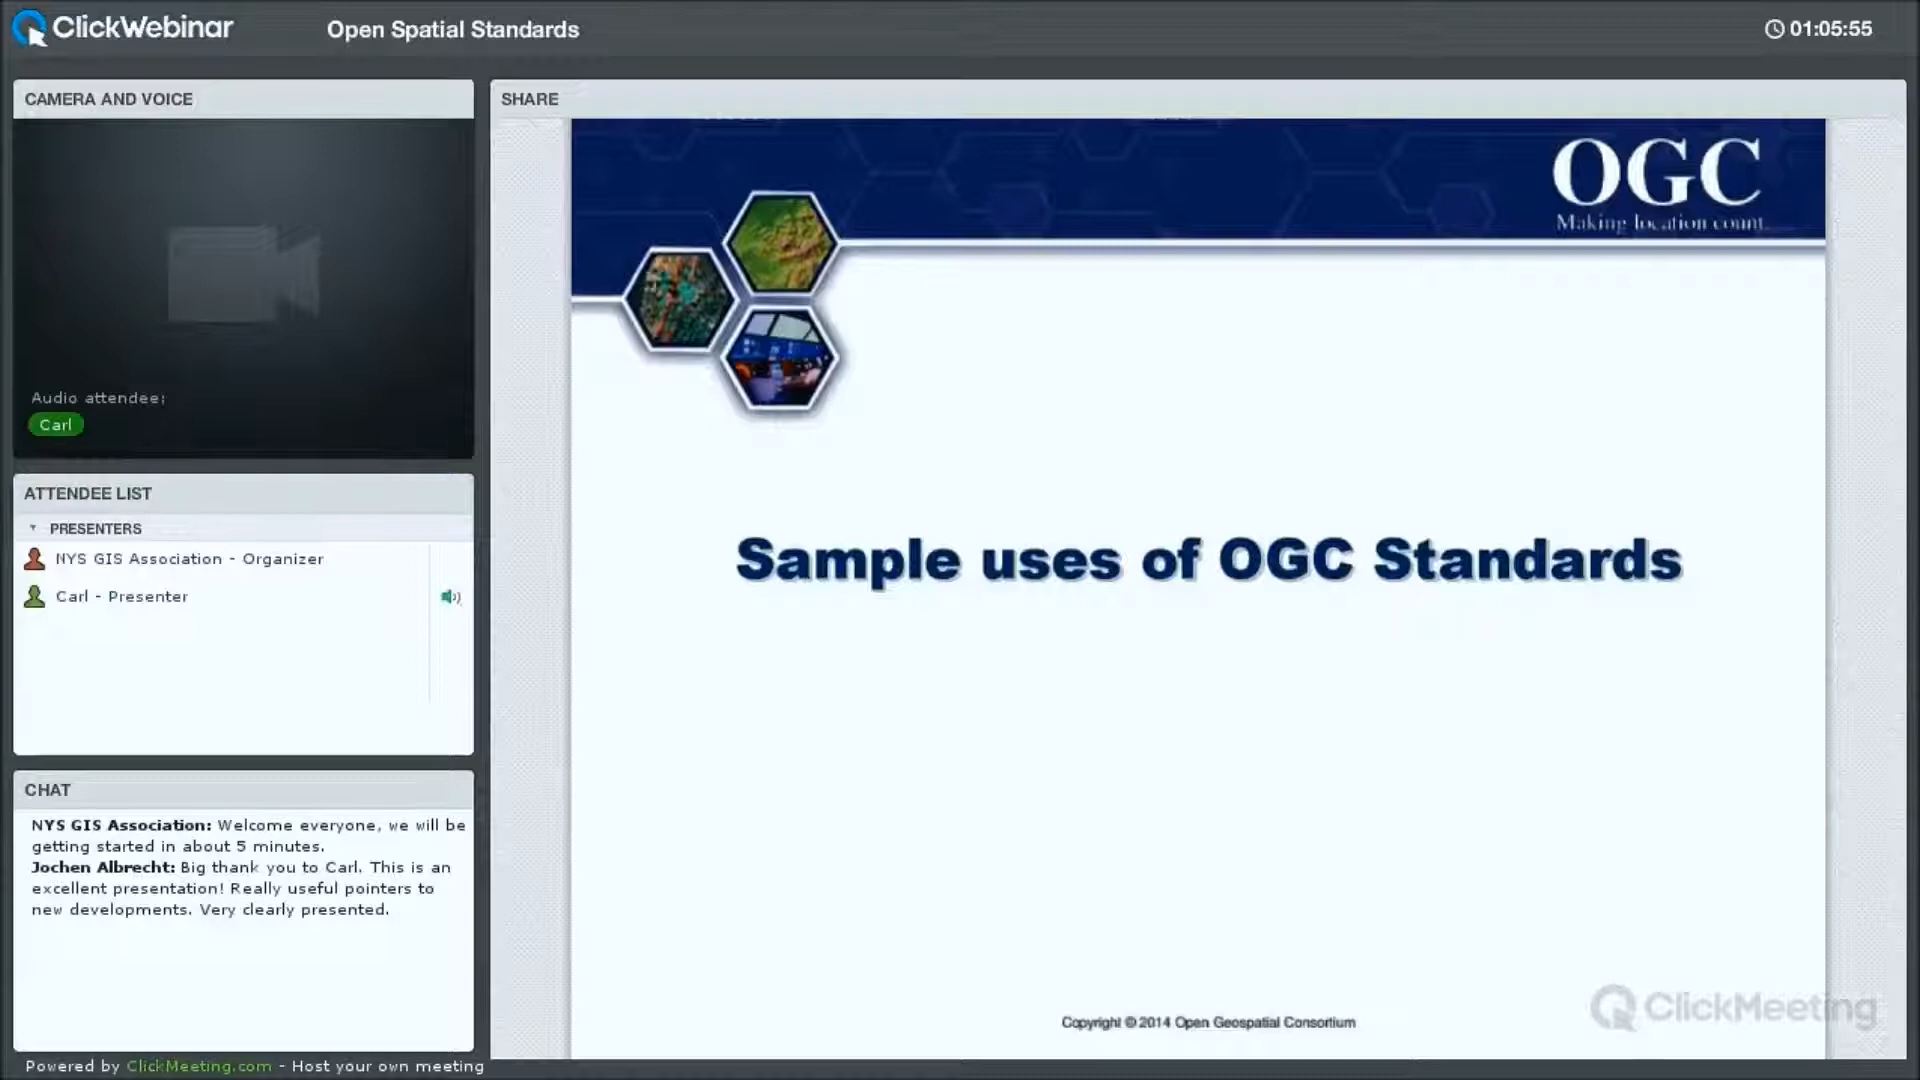 ClickWebinar
Open Spatial Standards
01:05:55
CAMERA AND VOICE
Audio attendee:
Carl
ATTENDEE LIST
PRESENTERS
NYS GIS Association - Organizer
Carl - Presenter
CHAT
NYS GIS Association: Welcome everyone, we will be
getting started in about 5 minutes.
Jochen Albrecht: Big thank you to Carl. This is an
excellent presentation! Really useful pointers to
new developments. Very clearly presented.
Powered by ClickMeeting.com - Host your own meeting
SHARE
OGC
Making location count.
Sample uses of OGC Standards
Copyright © 2014 Open Geospatial Consortium
ClickMeeting